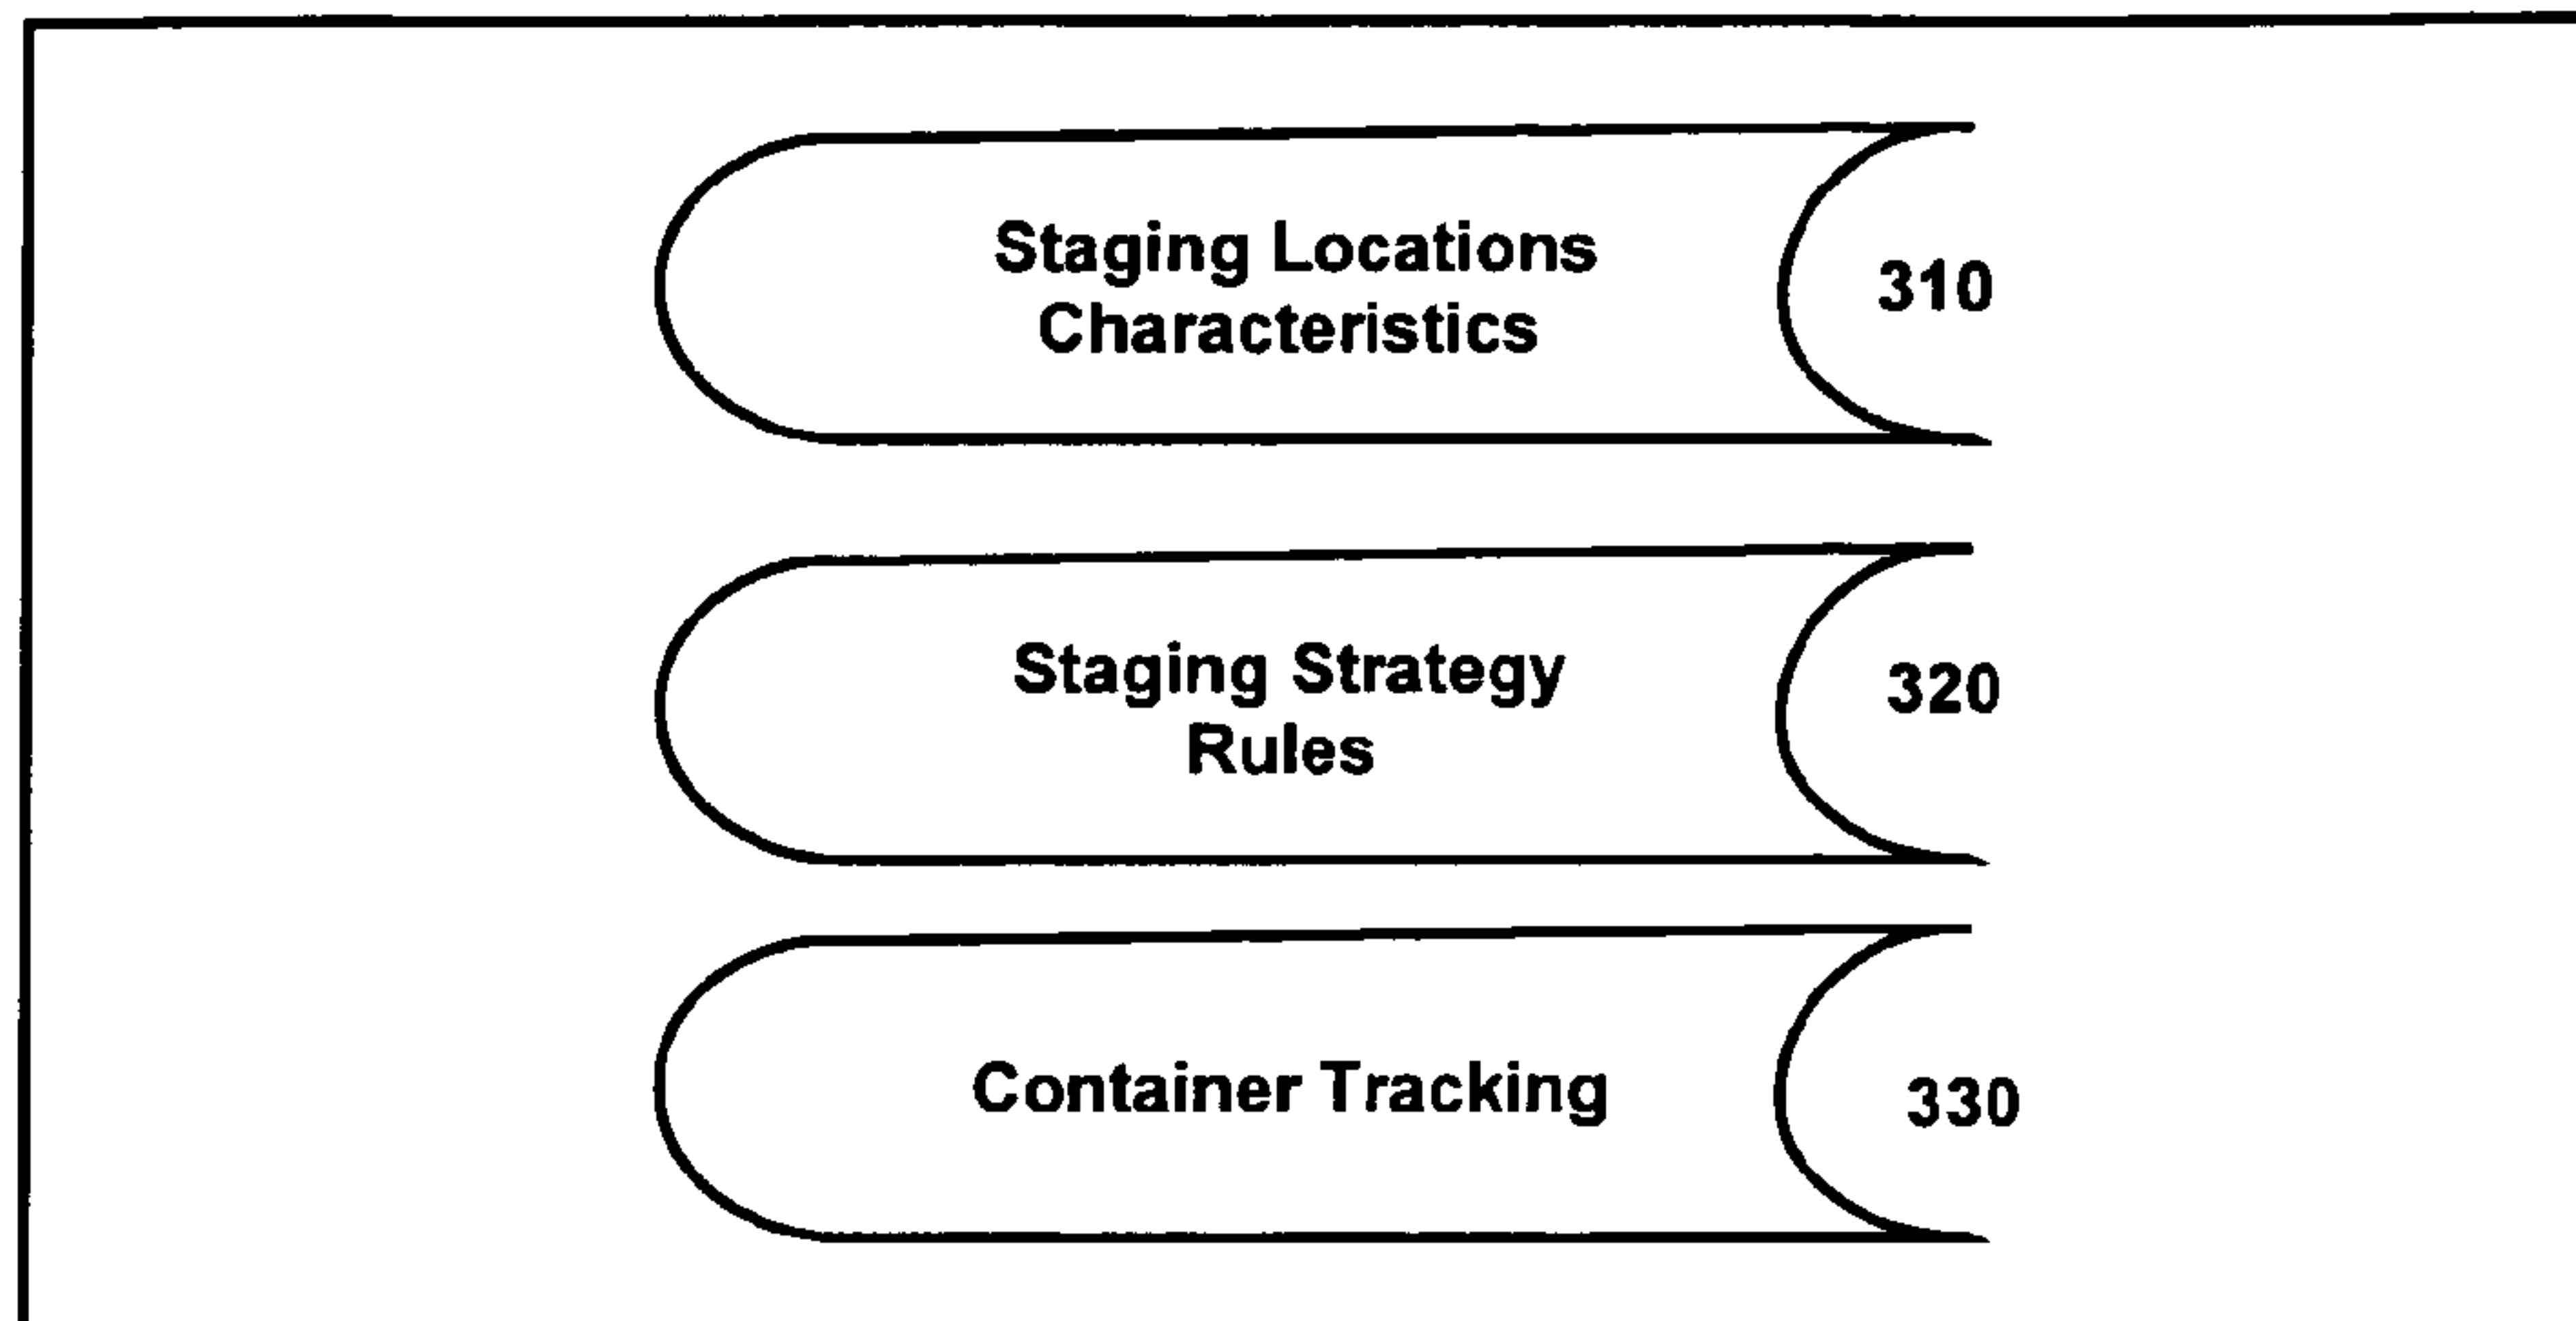 Staging Locations
Characteristics
310
Staging Strategy
Rules
320
Container Tracking
330